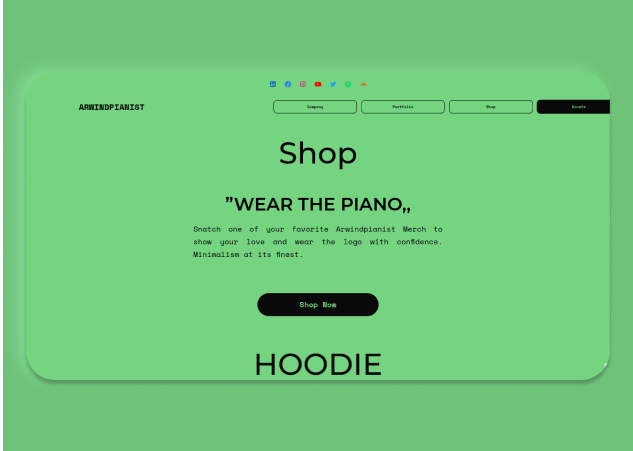 ARWINDPIANIST
Company Portfolio Shop Donate
Shop
”WEAR THE PIANO,,
Snatch one of your favorite Arwindpianist Merch to
show your love and wear the logo with confidence.
Minimalism at its finest.
Shop Now
HOODIE